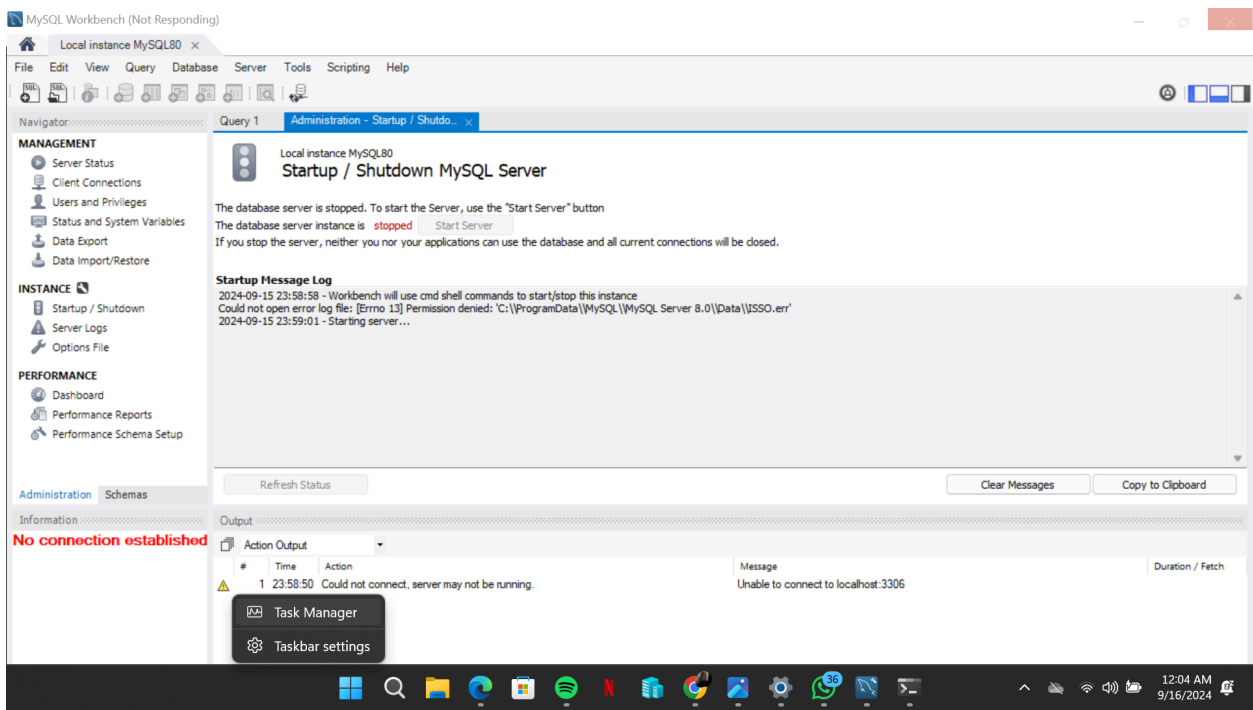 MySQL Workbench (Not Responding)
Local instance MySQL80
File Edit View Query Database Server Tools Scripting Help
Navigator
MANAGEMENT
Server Status
Client Connections
Users and Privileges
Status and System Variables
Data Export
Data Import/Restore
INSTANCE
Startup / Shutdown
Server Logs
Options File
PERFORMANCE
Dashboard
Performance Reports
Performance Schema Setup
Administration Schemas
Information
No connection established
Query 1 Administration - Startup / Shutdo...
Local instance MySQL80
Startup / Shutdown MySQL Server
The database server is stopped. To start the Server, use the "Start Server" button
The database server instance is stopped Start Server
If you stop the server, neither you nor your applications can use the database and all current connections will be closed.
Startup Message Log
2024-09-15 23:58:58 - Workbench will use cmd shell commands to start/stop this instance
Could not open error log file: [Errno 13] Permission denied: 'C:\\ProgramData\\MySQL\\MySQL Server 8.0\\Data\\ISSO.err'
2024-09-15 23:59:01 - Starting server...
Refresh Status Clear Messages Copy to Clipboard
Output
Action Output
# Time Action Message Duration / Fetch
1 23:58:50 Could not connect, server may not be running. Unable to connect to localhost:3306
Task Manager
Taskbar settings
36
12:04 AM
9/16/2024